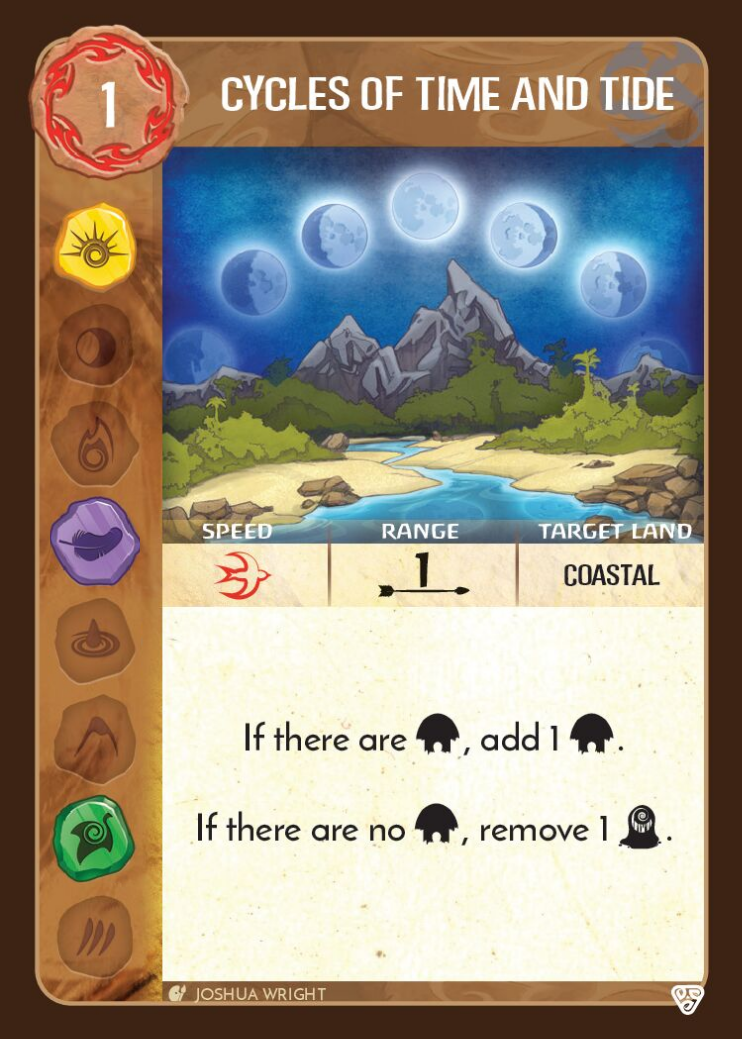 1
CYCLES OF TIME AND TIDE
SPEED RANGE TARGET LAND
1 COASTAL
If there are , add 1 .
If there are no , remove 1 .
JOSHUA WRIGHT